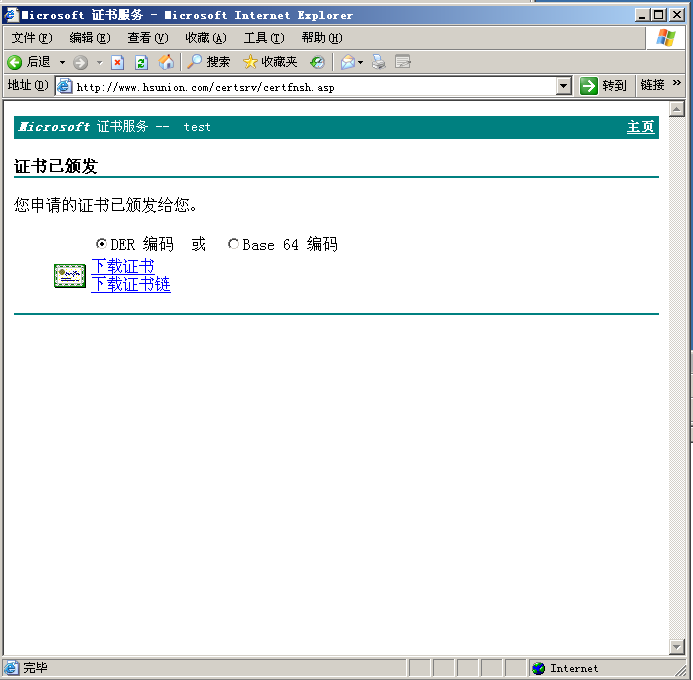 Microsoft 证书服务 - Microsoft Internet Explorer
文件(F) 编辑(E) 查看(V) 收藏(A) 工具(T) 帮助(H)
后退 搜索 收藏夹
地址(D) http://www.hsunion.com/certsrv/certfnsh.asp 转到 链接 »
Microsoft 证书服务 -- test 主页
证书已颁发
您申请的证书已颁发给您。
DER 编码 或 Base 64 编码
下载证书
下载证书链
完毕 Internet